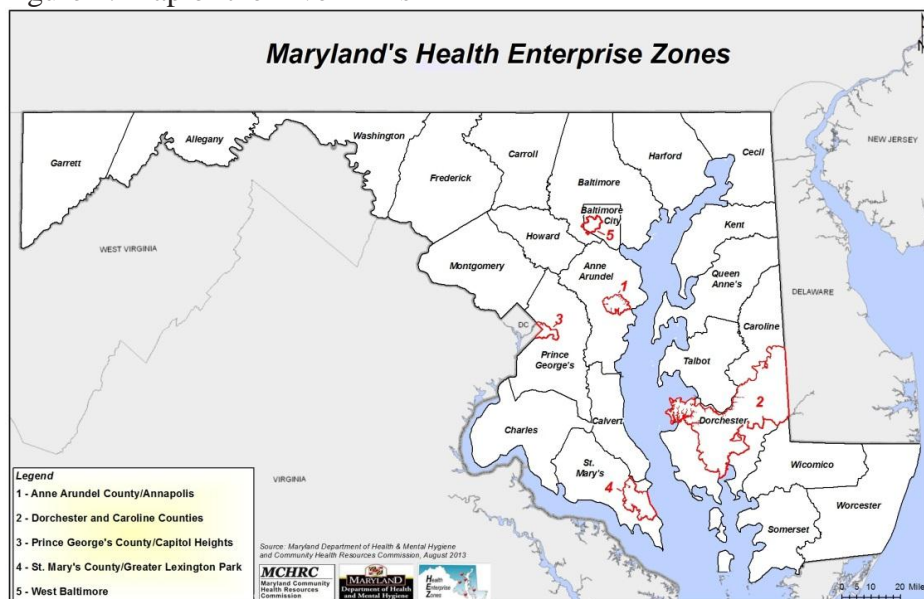 Maryland's Health Enterprise Zones
Garrett
Allegany
Washington
Frederick
Carroll
Baltimore
Harford
Cecil
NEW JERSEY
Baltimore
City
5
Kent
Howard
WEST VIRGINIA
Montgomery
Anne
Arundel
1
Queen
Anne's
DELAWARE
DC
3
Caroline
Prince
George's
Talbot
2
Dorchester
Charles
Calvert
St.
Mary's
4
Wicomico
Worcester
Somerset
VIRGINIA
Legend
1 - Anne Arundel County/Annapolis
2 - Dorchester and Caroline Counties
3 - Prince George's County/Capitol Heights
4 - St. Mary's County/Greater Lexington Park
5 - West Baltimore
Source: Maryland Department of Health & Mental Hygiene
and Community Health Resources Commission, August 2013
MCHRC
Maryland Community
Health Resources
Commission
MARYLAND
Department of Health
and Mental Hygiene
Health
Enterprise
Zones
0 5 10 20 Mile